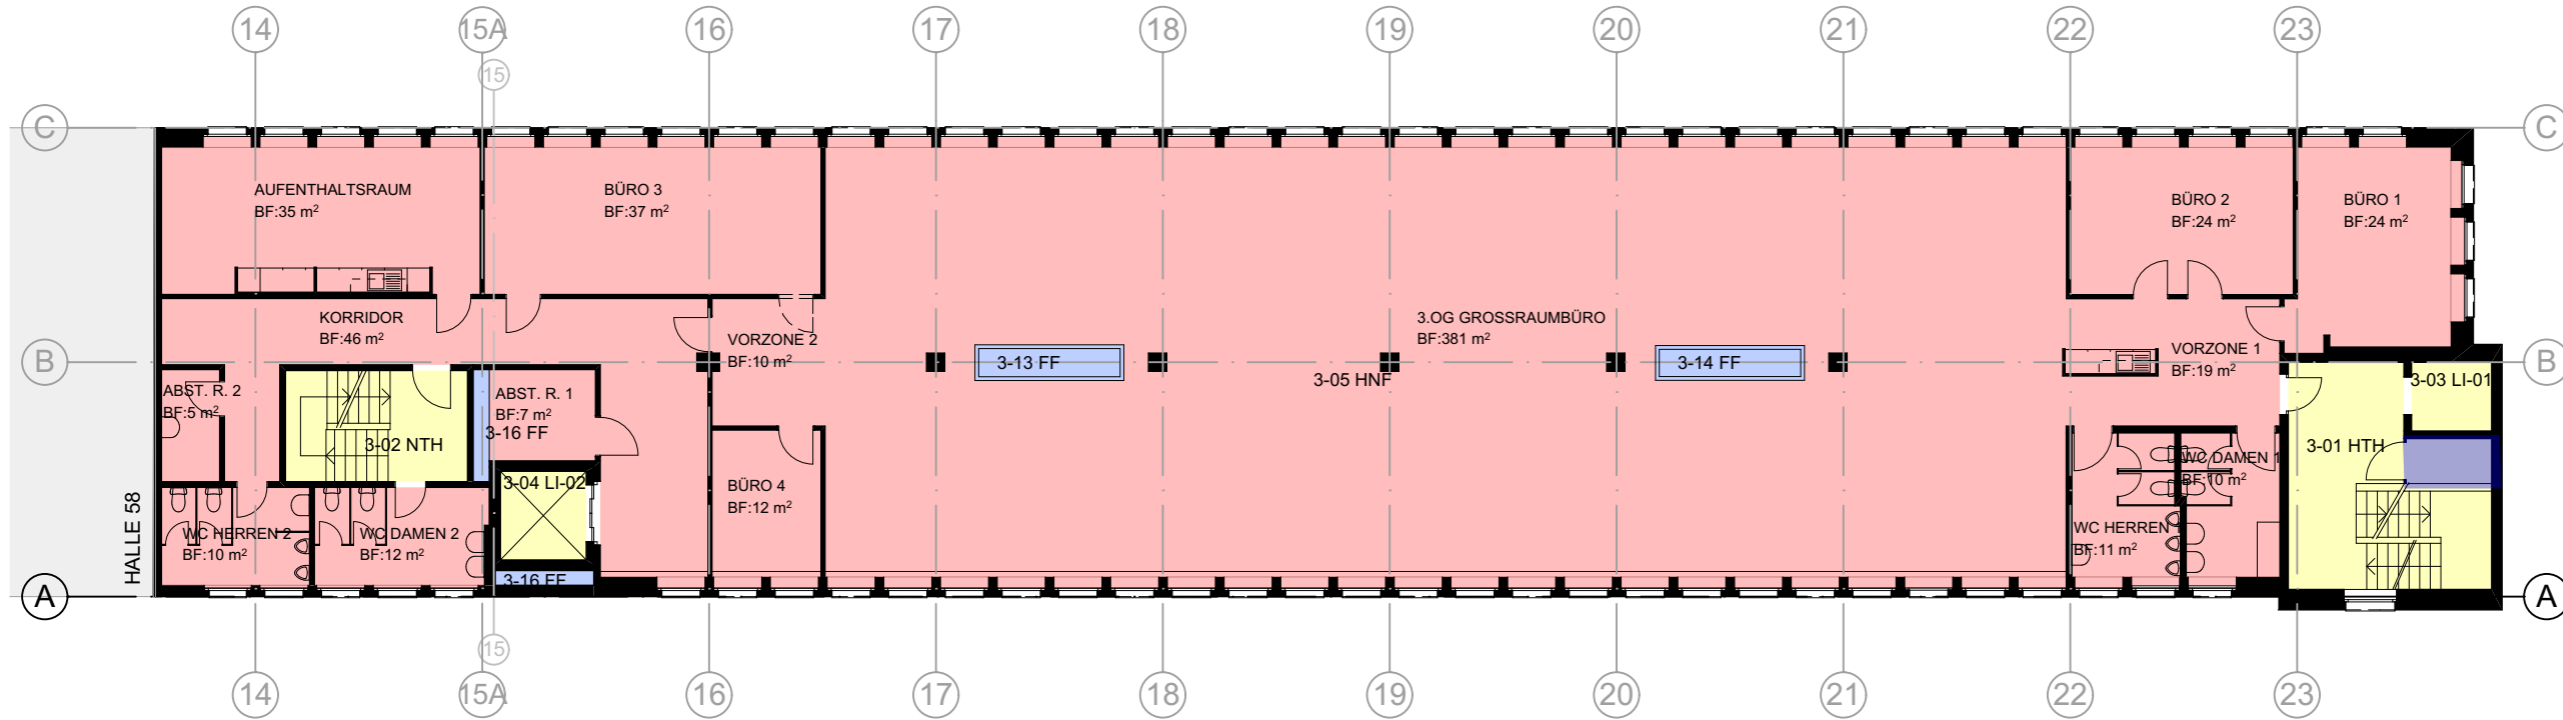 14
15A
16
17
18
19
20
21
22
23
15
C
C
AUFENTHALTSRAUM
BF:35 m²
BÜRO 3
BF:37 m²
BÜRO 2
BF:24 m²
BÜRO 1
BF:24 m²
KORRIDOR
BF:46 m²
VORZONE 2
BF:10 m²
3.OG GROSSRAUMBÜRO
BF:381 m²
VORZONE 1
BF:19 m²
B
B
3-13 FF
3-14 FF
3-05 HNF
3-03 LI-01
ABST. R. 2
BF:5 m²
ABST. R. 1
BF:7 m²
3-16 FF
3-02 NTH
3-01 HTH
3-04 LI-02
BÜRO 4
BF:12 m²
WC DAMEN 1
BF:10 m²
WC HERREN 2
BF:10 m²
WC DAMEN 2
BF:12 m²
WC HERREN 1
BF:11 m²
3-16 FF
HALLE 58
A
A
15
14
15A
16
17
18
19
20
21
22
23